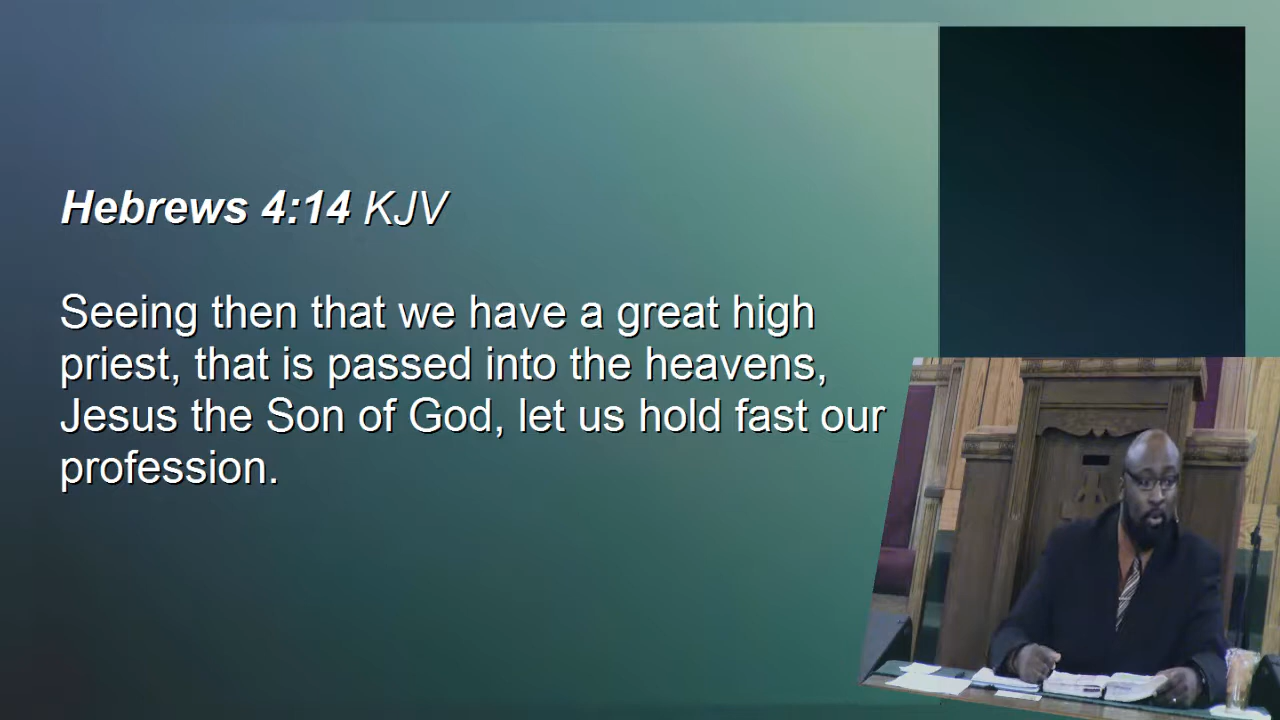 Hebrews 4:14 KJV
Seeing then that we have a great high
priest, that is passed into the heavens,
Jesus the Son of God, let us hold fast our
profession.